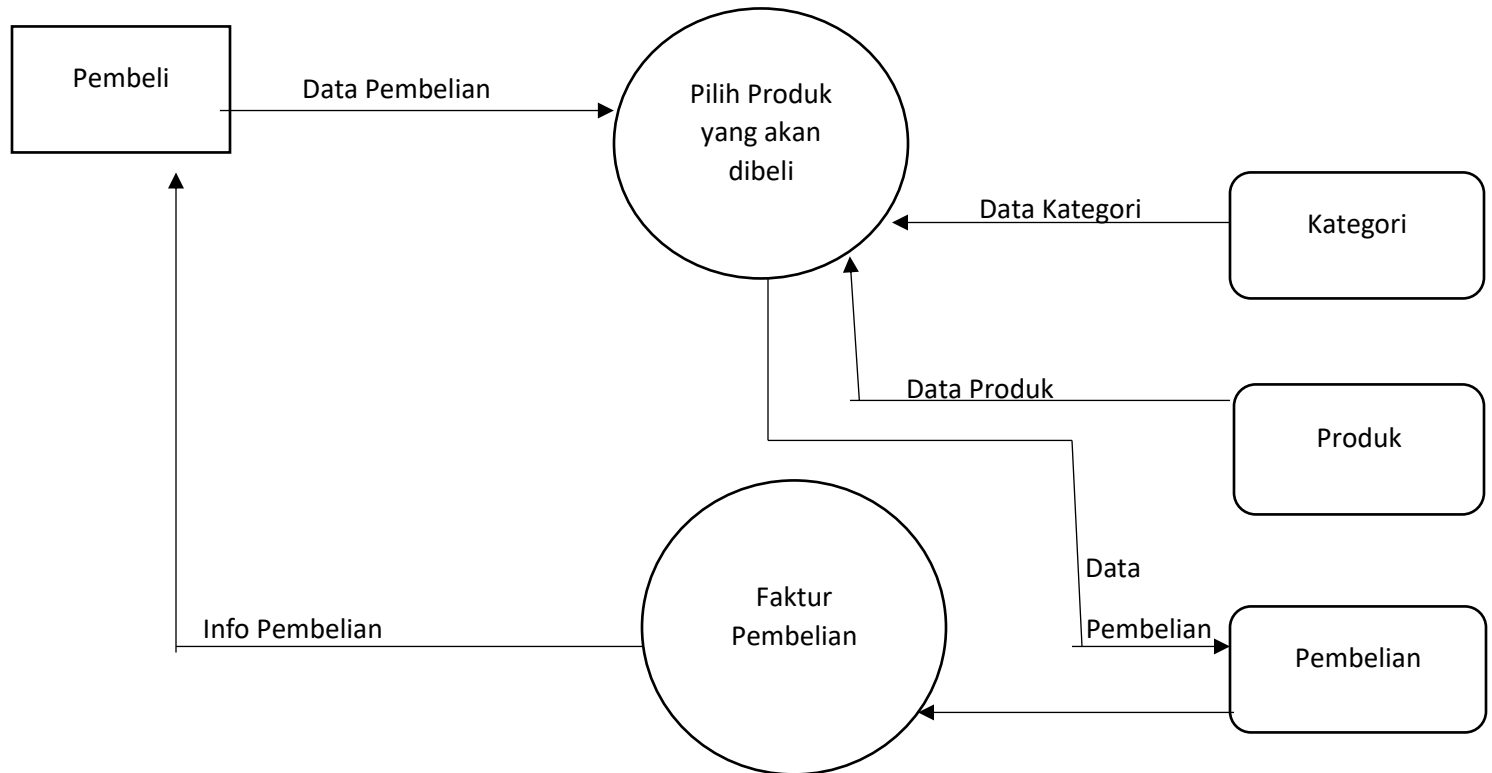 Pembeli
Data Pembelian
Pilih Produk
yang akan
dibeli
Data Kategori
Kategori
Data Produk
Produk
Data
Pembelian
Faktur
Pembelian
Info Pembelian
Pembelian